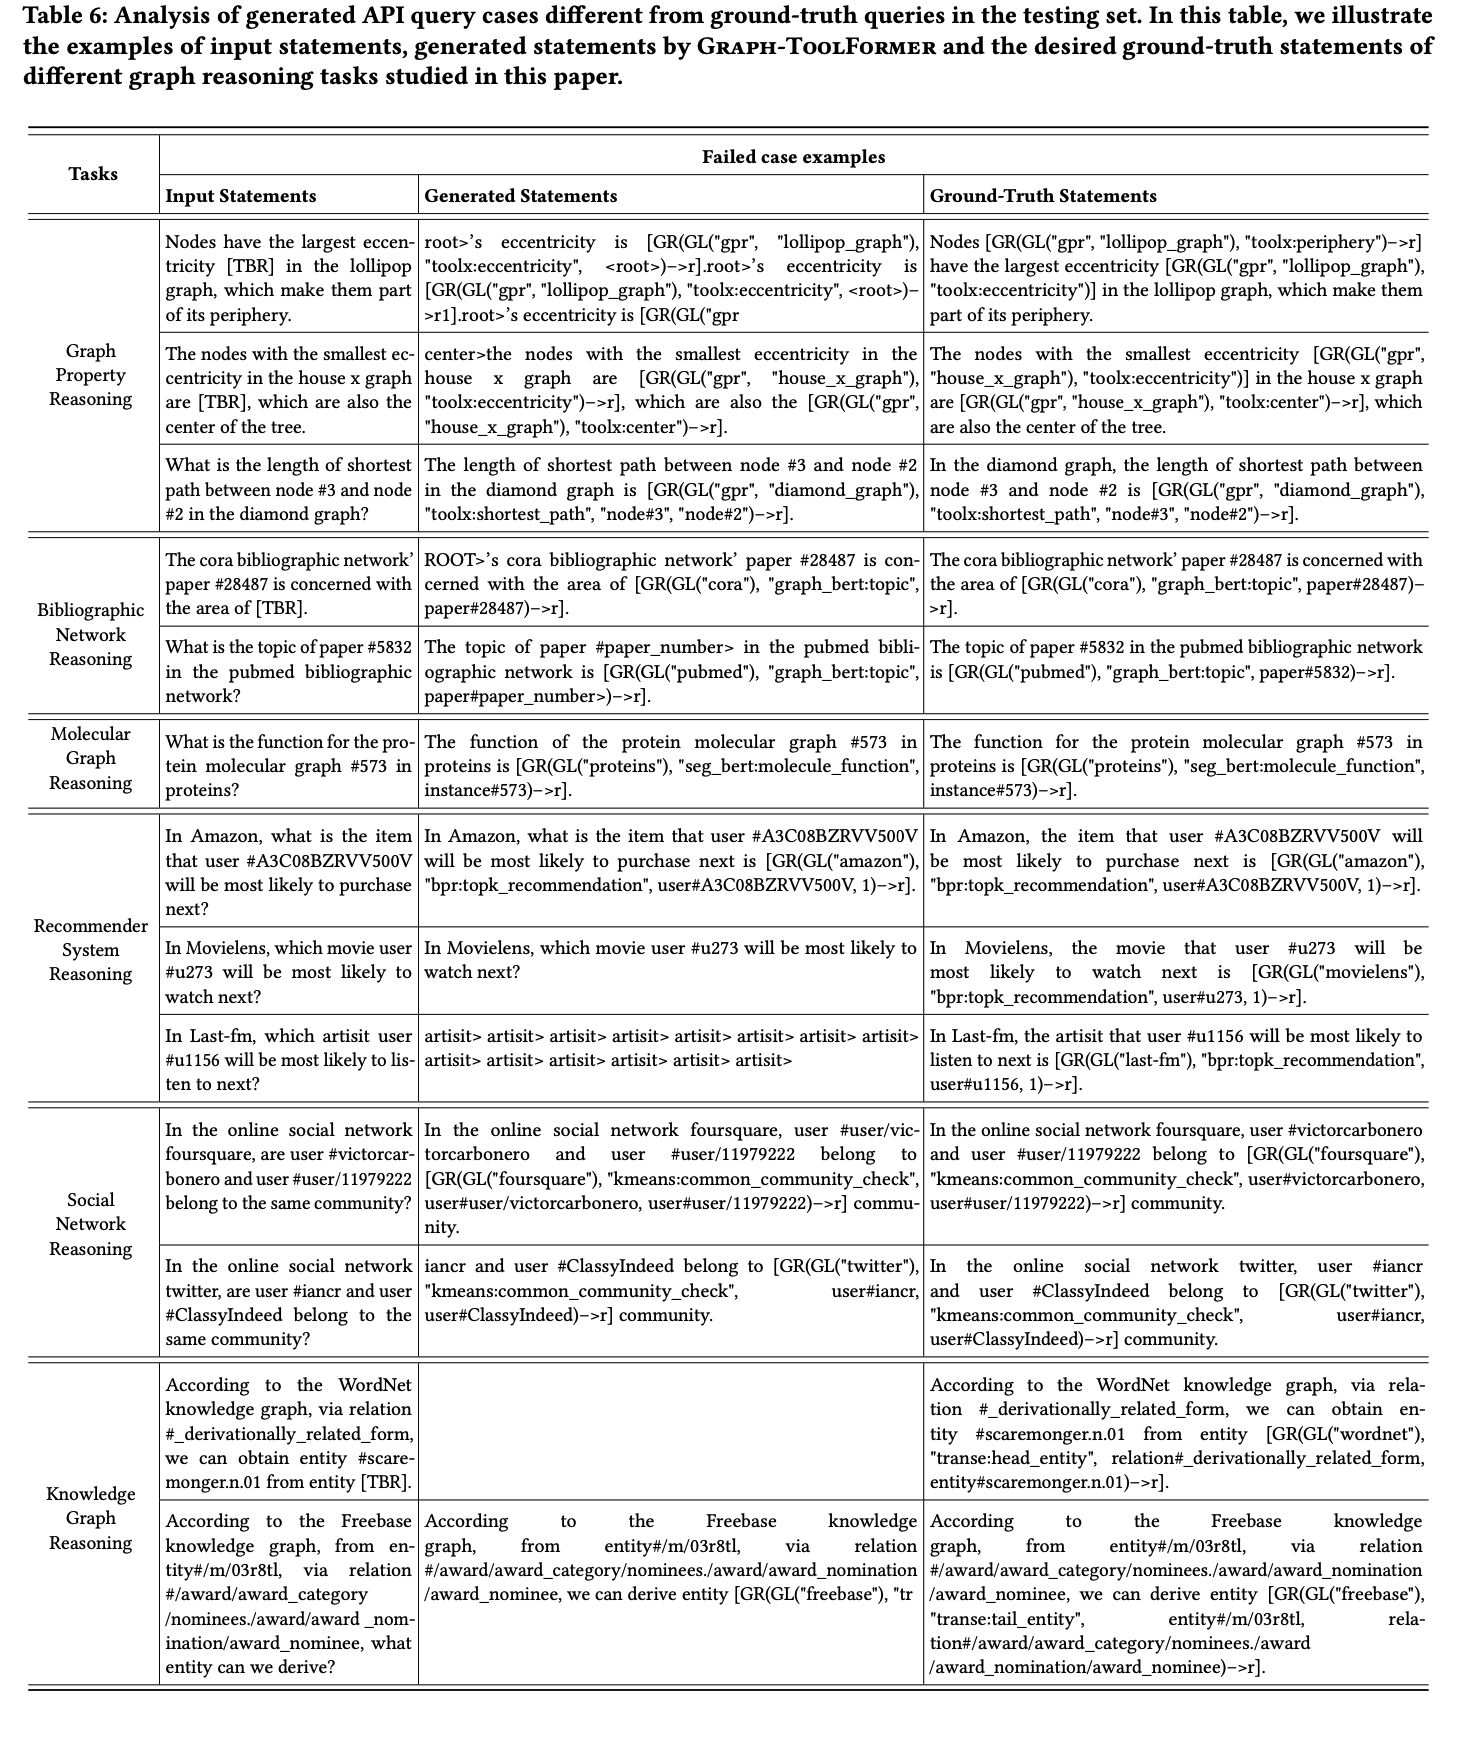 Table 6: Analysis of generated API query cases different from ground-truth queries in the testing set. In this table, we illustrate
the examples of input statements, generated statements by GRAPH-TOOLFORMER and the desired ground-truth statements of
different graph reasoning tasks studied in this paper.
Tasks
Failed case examples
Input Statements
Generated Statements
Ground-Truth Statements
Graph
Property
Reasoning
Nodes have the largest eccen-
tricity [TBR] in the lollipop
graph, which make them part
of its periphery.
root>'s eccentricity is [GR(GL("gpr", "lollipop_graph"),
"toolx:eccentricity", <root>)–>r].root>'s eccentricity is
[GR(GL("gpr", "lollipop_graph"), "toolx:eccentricity", <root>)–
>r1].root>'s eccentricity is [GR(GL("gpr
Nodes [GR(GL("gpr", "lollipop_graph"), "toolx:periphery")–>r]
have the largest eccentricity [GR(GL("gpr", "lollipop_graph"),
"toolx:eccentricity")] in the lollipop graph, which make them
part of its periphery.
The nodes with the smallest ec-
centricity in the house x graph
are [TBR], which are also the
center of the tree.
center>the nodes with the smallest eccentricity in the
house x graph are [GR(GL("gpr", "house_x_graph"),
"toolx:eccentricity")–>r], which are also the [GR(GL("gpr",
"house_x_graph"), "toolx:center")–>r].
The nodes with the smallest eccentricity [GR(GL("gpr",
"house_x_graph"), "toolx:eccentricity")] in the house x graph
are [GR(GL("gpr", "house_x_graph"), "toolx:center")–>r], which
are also the center of the tree.
What is the length of shortest
path between node #3 and node
#2 in the diamond graph?
The length of shortest path between node #3 and node #2
in the diamond graph is [GR(GL("gpr", "diamond_graph"),
"toolx:shortest_path", "node#3", "node#2")–>r].
In the diamond graph, the length of shortest path between
node #3 and node #2 is [GR(GL("gpr", "diamond_graph"),
"toolx:shortest_path", "node#3", "node#2")–>r].
Bibliographic
Network
Reasoning
The cora bibliographic network'
paper #28487 is concerned with
the area of [TBR].
ROOT>'s cora bibliographic network' paper #28487 is con-
cerned with the area of [GR(GL("cora"), "graph_bert:topic",
paper#28487)–>r].
The cora bibliographic network' paper #28487 is concerned with
the area of [GR(GL("cora"), "graph_bert:topic", paper#28487)–
>r].
What is the topic of paper #5832
in the pubmed bibliographic
network?
The topic of paper #paper_number> in the pubmed bibli-
ographic network is [GR(GL("pubmed"), "graph_bert:topic",
paper#paper_number>)–>r].
The topic of paper #5832 in the pubmed bibliographic network
is [GR(GL("pubmed"), "graph_bert:topic", paper#5832)–>r].
Molecular
Graph
Reasoning
What is the function for the pro-
tein molecular graph #573 in
proteins?
The function of the protein molecular graph #573 in
proteins is [GR(GL("proteins"), "seg_bert:molecule_function",
instance#573)–>r].
The function for the protein molecular graph #573 in
proteins is [GR(GL("proteins"), "seg_bert:molecule_function",
instance#573)–>r].
Recommender
System
Reasoning
In Amazon, what is the item
that user #A3C08BZRVV500V
will be most likely to purchase
next?
In Amazon, what is the item that user #A3C08BZRVV500V
will be most likely to purchase next is [GR(GL("amazon"),
"bpr:topk_recommendation", user#A3C08BZRVV500V, 1)–>r].
In Amazon, the item that user #A3C08BZRVV500V will
be most likely to purchase next is [GR(GL("amazon"),
"bpr:topk_recommendation", user#A3C08BZRVV500V, 1)–>r].
In Movielens, which movie user
#u273 will be most likely to
watch next?
In Movielens, which movie user #u273 will be most likely to
watch next?
In Movielens, the movie that user #u273 will be
most likely to watch next is [GR(GL("movielens"),
"bpr:topk_recommendation", user#u273, 1)–>r].
In Last-fm, which artisit user
#u1156 will be most likely to lis-
ten to next?
artisit> artisit> artisit> artisit> artisit> artisit> artisit> artisit>
artisit> artisit> artisit> artisit> artisit> artisit>
In Last-fm, the artisit that user #u1156 will be most likely to
listen to next is [GR(GL("last-fm"), "bpr:topk_recommendation",
user#u1156, 1)–>r].
Social
Network
Reasoning
In the online social network
foursquare, are user #victorcar-
bonero and user #user/11979222
belong to the same community?
In the online social network foursquare, user #user/vic-
torcarbonero and user #user/11979222 belong to
[GR(GL("foursquare"), "kmeans:common_community_check",
user#user/victorcarbonero, user#user/11979222)–>r] commu-
nity.
In the online social network foursquare, user #victorcarbonero
and user #user/11979222 belong to [GR(GL("foursquare"),
"kmeans:common_community_check", user#victorcarbonero,
user#user/11979222)–>r] community.
In the online social network
twitter, are user #iancr and user
#ClassyIndeed belong to the
same community?
iancr and user #ClassyIndeed belong to [GR(GL("twitter"),
"kmeans:common_community_check", user#iancr,
user#ClassyIndeed)–>r] community.
In the online social network twitter, user #iancr
and user #ClassyIndeed belong to [GR(GL("twitter"),
"kmeans:common_community_check", user#iancr,
user#ClassyIndeed)–>r] community.
Knowledge
Graph
Reasoning
According to the WordNet
knowledge graph, via relation
#_derivationally_related_form,
we can obtain entity #scare-
monger.n.01 from entity [TBR].
According to the WordNet knowledge graph, via rela-
tion #_derivationally_related_form, we can obtain en-
tity #scaremonger.n.01 from entity [GR(GL("wordnet"),
"transe:head_entity", relation#_derivationally_related_form,
entity#scaremonger.n.01)–>r].
According to the Freebase
knowledge graph, from en-
tity#/m/03r8tl, via relation
#/award/award_category
/nominees./award/award _nom-
ination/award_nominee, what
entity can we derive?
According to the Freebase knowledge
graph, from entity#/m/03r8tl, via relation
#/award/award_category/nominees./award/award_nomination
/award_nominee, we can derive entity [GR(GL("freebase"), "tr
According to the Freebase knowledge
graph, from entity#/m/03r8tl, via relation
#/award/award_category/nominees./award/award_nomination
/award_nominee, we can derive entity [GR(GL("freebase"),
"transe:tail_entity", entity#/m/03r8tl, rela-
tion#/award/award_category/nominees./award
/award_nomination/award_nominee)–>r].